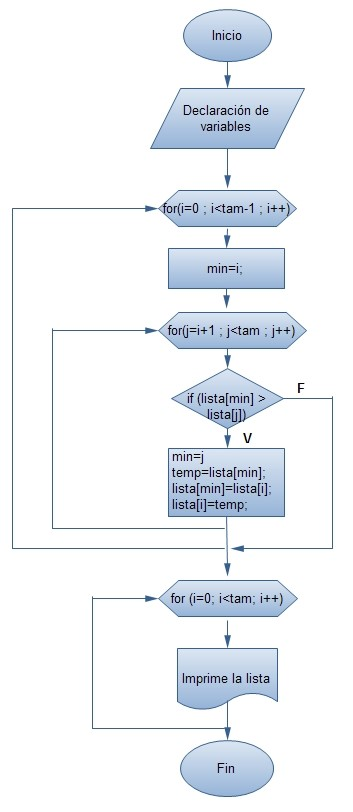 Inicio
Declaración de
variables
for(i=0 ; i<tam-1 ; i++)
min=i;
for(j=i+1 ; j<tam ; j++)
if (lista[min] >
lista[j])
F
V
min=j
temp=lista[min];
lista[min]=lista[i];
lista[i]=temp;
for (i=0; i<tam; i++)
Imprime la lista
Fin